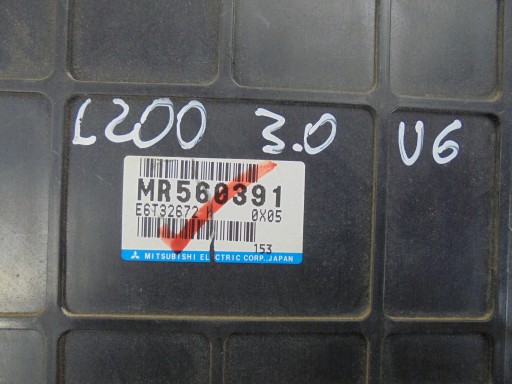 L200 3.0 V6
MR560391
E6T32672 0X05
153
MITSUBISHI ELECTRIC CORP.,JAPAN